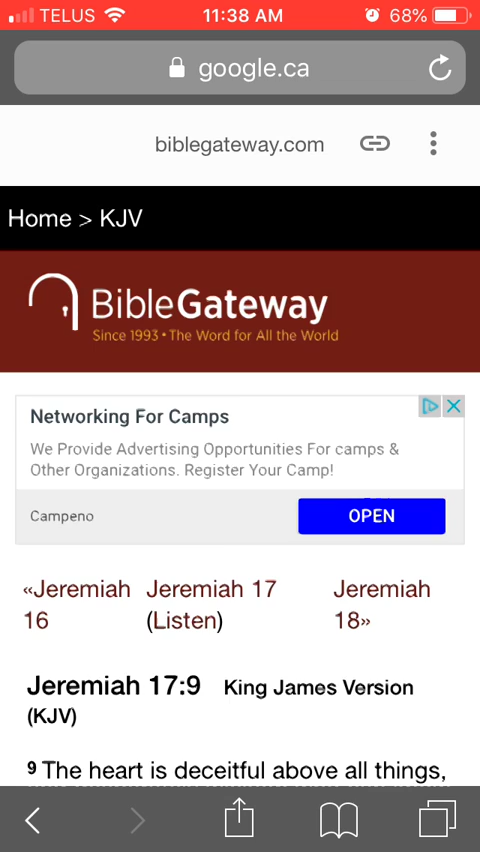 TELUS 11:38 AM 68%
google.ca
biblegateway.com
Home > KJV
BibleGateway
Since 1993 • The Word for All the World
Networking For Camps
We Provide Advertising Opportunities For camps &
Other Organizations. Register Your Camp!
Campeno OPEN
«Jeremiah 16
Jeremiah 17 (Listen)
Jeremiah 18»
Jeremiah 17:9 King James Version
(KJV)
9 The heart is deceitful above all things,